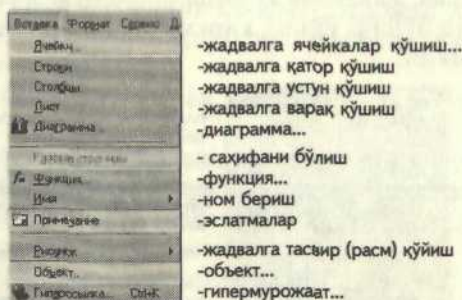 Вставка Формат Сервис Д
Ячейки... -жадвалга ячейкалар қўшиш...
Строки -жадвалга қатор қўшиш
Столбцы -жадвалга устун қўшиш
Лист -жадвалга варақ қўшиш
Диаграмма... -диаграмма...
- саҳифани бўлиш
Функция... -функция...
Имя -ном бериш
Примечание -эслатмалар
Рисунок -жадвалга тасвир (расм) қўйиш
Объект... -объект...
Гиперссылка... Ctrl+K -гипермурожаат...